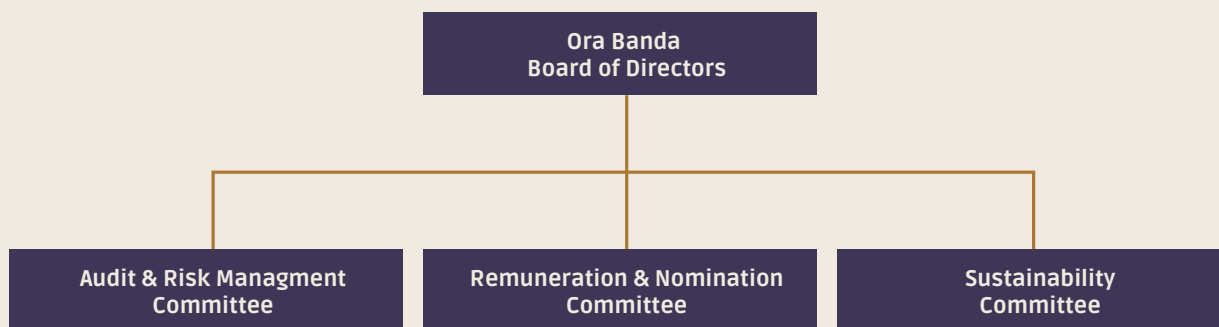 Ora Banda
Board of Directors
Audit & Risk Managment
Committee
Remuneration & Nomination
Committee
Sustainability
Committee